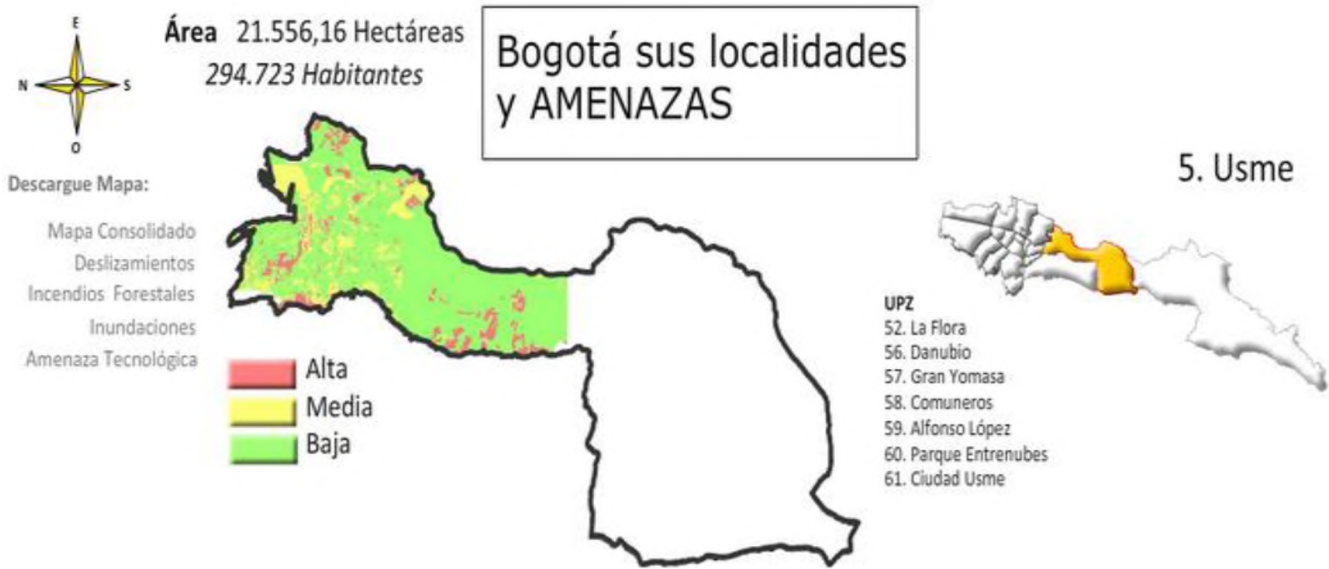 E
N
S
O
Área 21.556,16 Hectáreas
294.723 Habitantes
Bogotá sus localidades
y AMENAZAS
Descargue Mapa:
Mapa Consolidado
Deslizamientos
Incendios Forestales
Inundaciones
Amenaza Tecnológica
Alta
Media
Baja
5. Usme
UPZ
52. La Flora
56. Danubio
57. Gran Yomasa
58. Comuneros
59. Alfonso López
60. Parque Entrenubes
61. Ciudad Usme